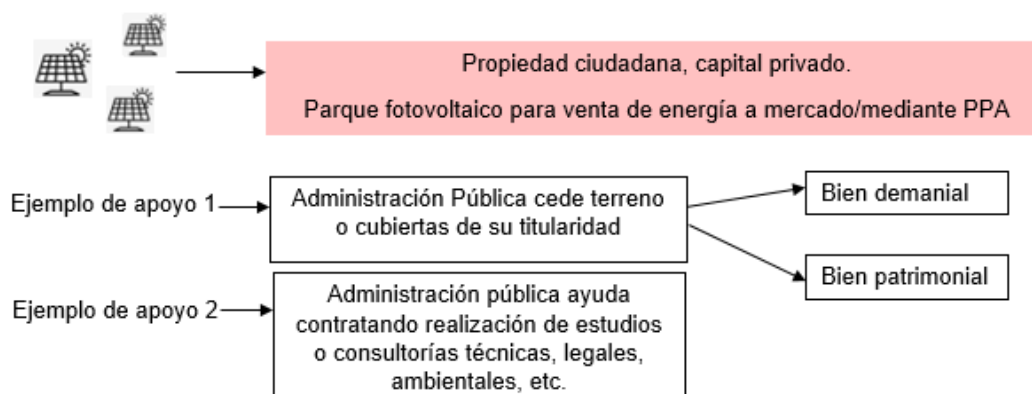 Propiedad ciudadana, capital privado.
Parque fotovoltaico para venta de energía a mercado/mediante PPA
Ejemplo de apoyo 1
Administración Pública cede terreno
o cubiertas de su titularidad
Bien demanial
Bien patrimonial
Ejemplo de apoyo 2
Administración pública ayuda
contratando realización de estudios
o consultorías técnicas, legales,
ambientales, etc.